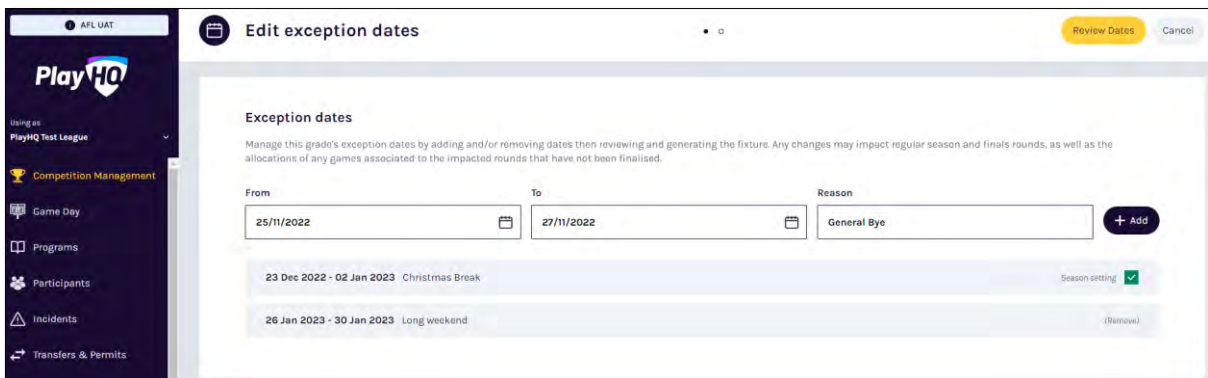 AFL UAT
PlayHQ
Using as
PlayHQ Test League
Competition Management
Game Day
Programs
Participants
Incidents
Transfers & Permits
Edit exception dates
Review Dates
Cancel
Exception dates
Manage this grade's exception dates by adding and/or removing dates then reviewing and generating the fixture. Any changes may impact regular season and finals rounds, as well as the
allocations of any games associated to the impacted rounds that have not been finalised.
From
To
Reason
25/11/2022
27/11/2022
General Bye
+ Add
23 Dec 2022 - 02 Jan 2023 Christmas Break
Season setting
26 Jan 2023 - 30 Jan 2023 Long weekend
(Remove)